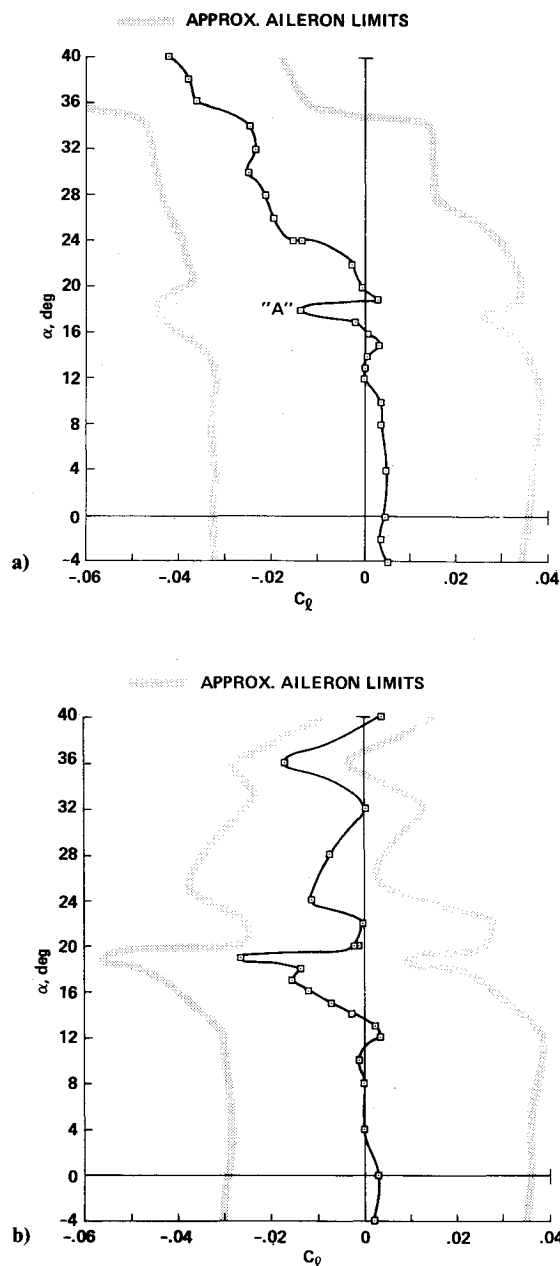 APPROX. AILERON LIMITS
40
36
32
28
24
20
16
12
8
4
0
-4
α, deg
"A"
a)
-.06 -.04 -.02 0 .02 .04
Cℓ
APPROX. AILERON LIMITS
40
36
32
28
24
20
16
12
8
4
0
-4
α, deg
b)
-.06 -.04 -.02 0 .02 .04
Cℓ